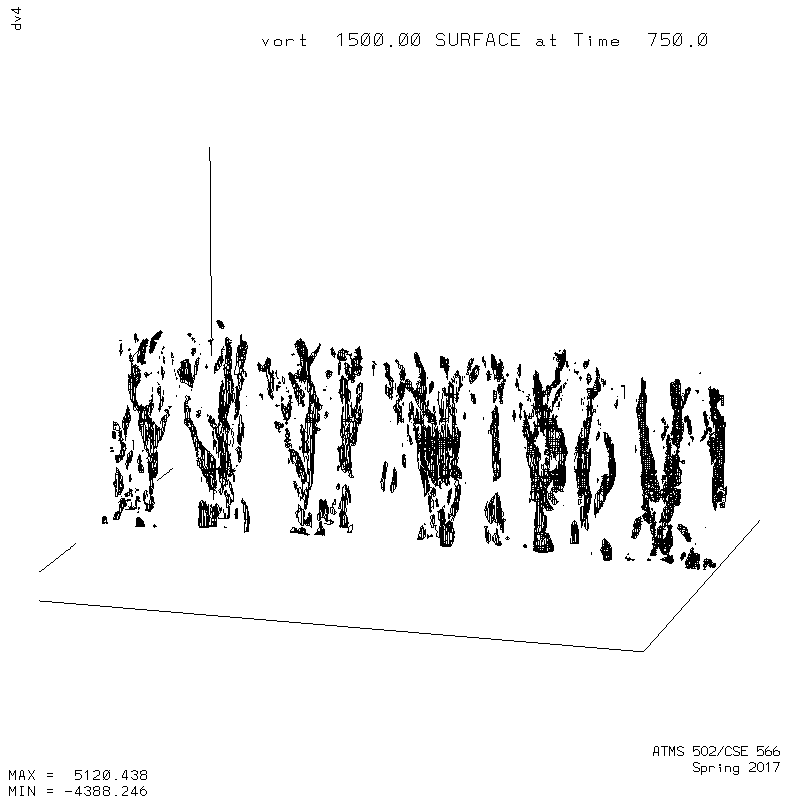 dv4
vort 1500.00 SURFACE at Time 750.0
ATMS 502/CSE 566
Spring 2017
MAX = 5120.438
MIN = -4388.246